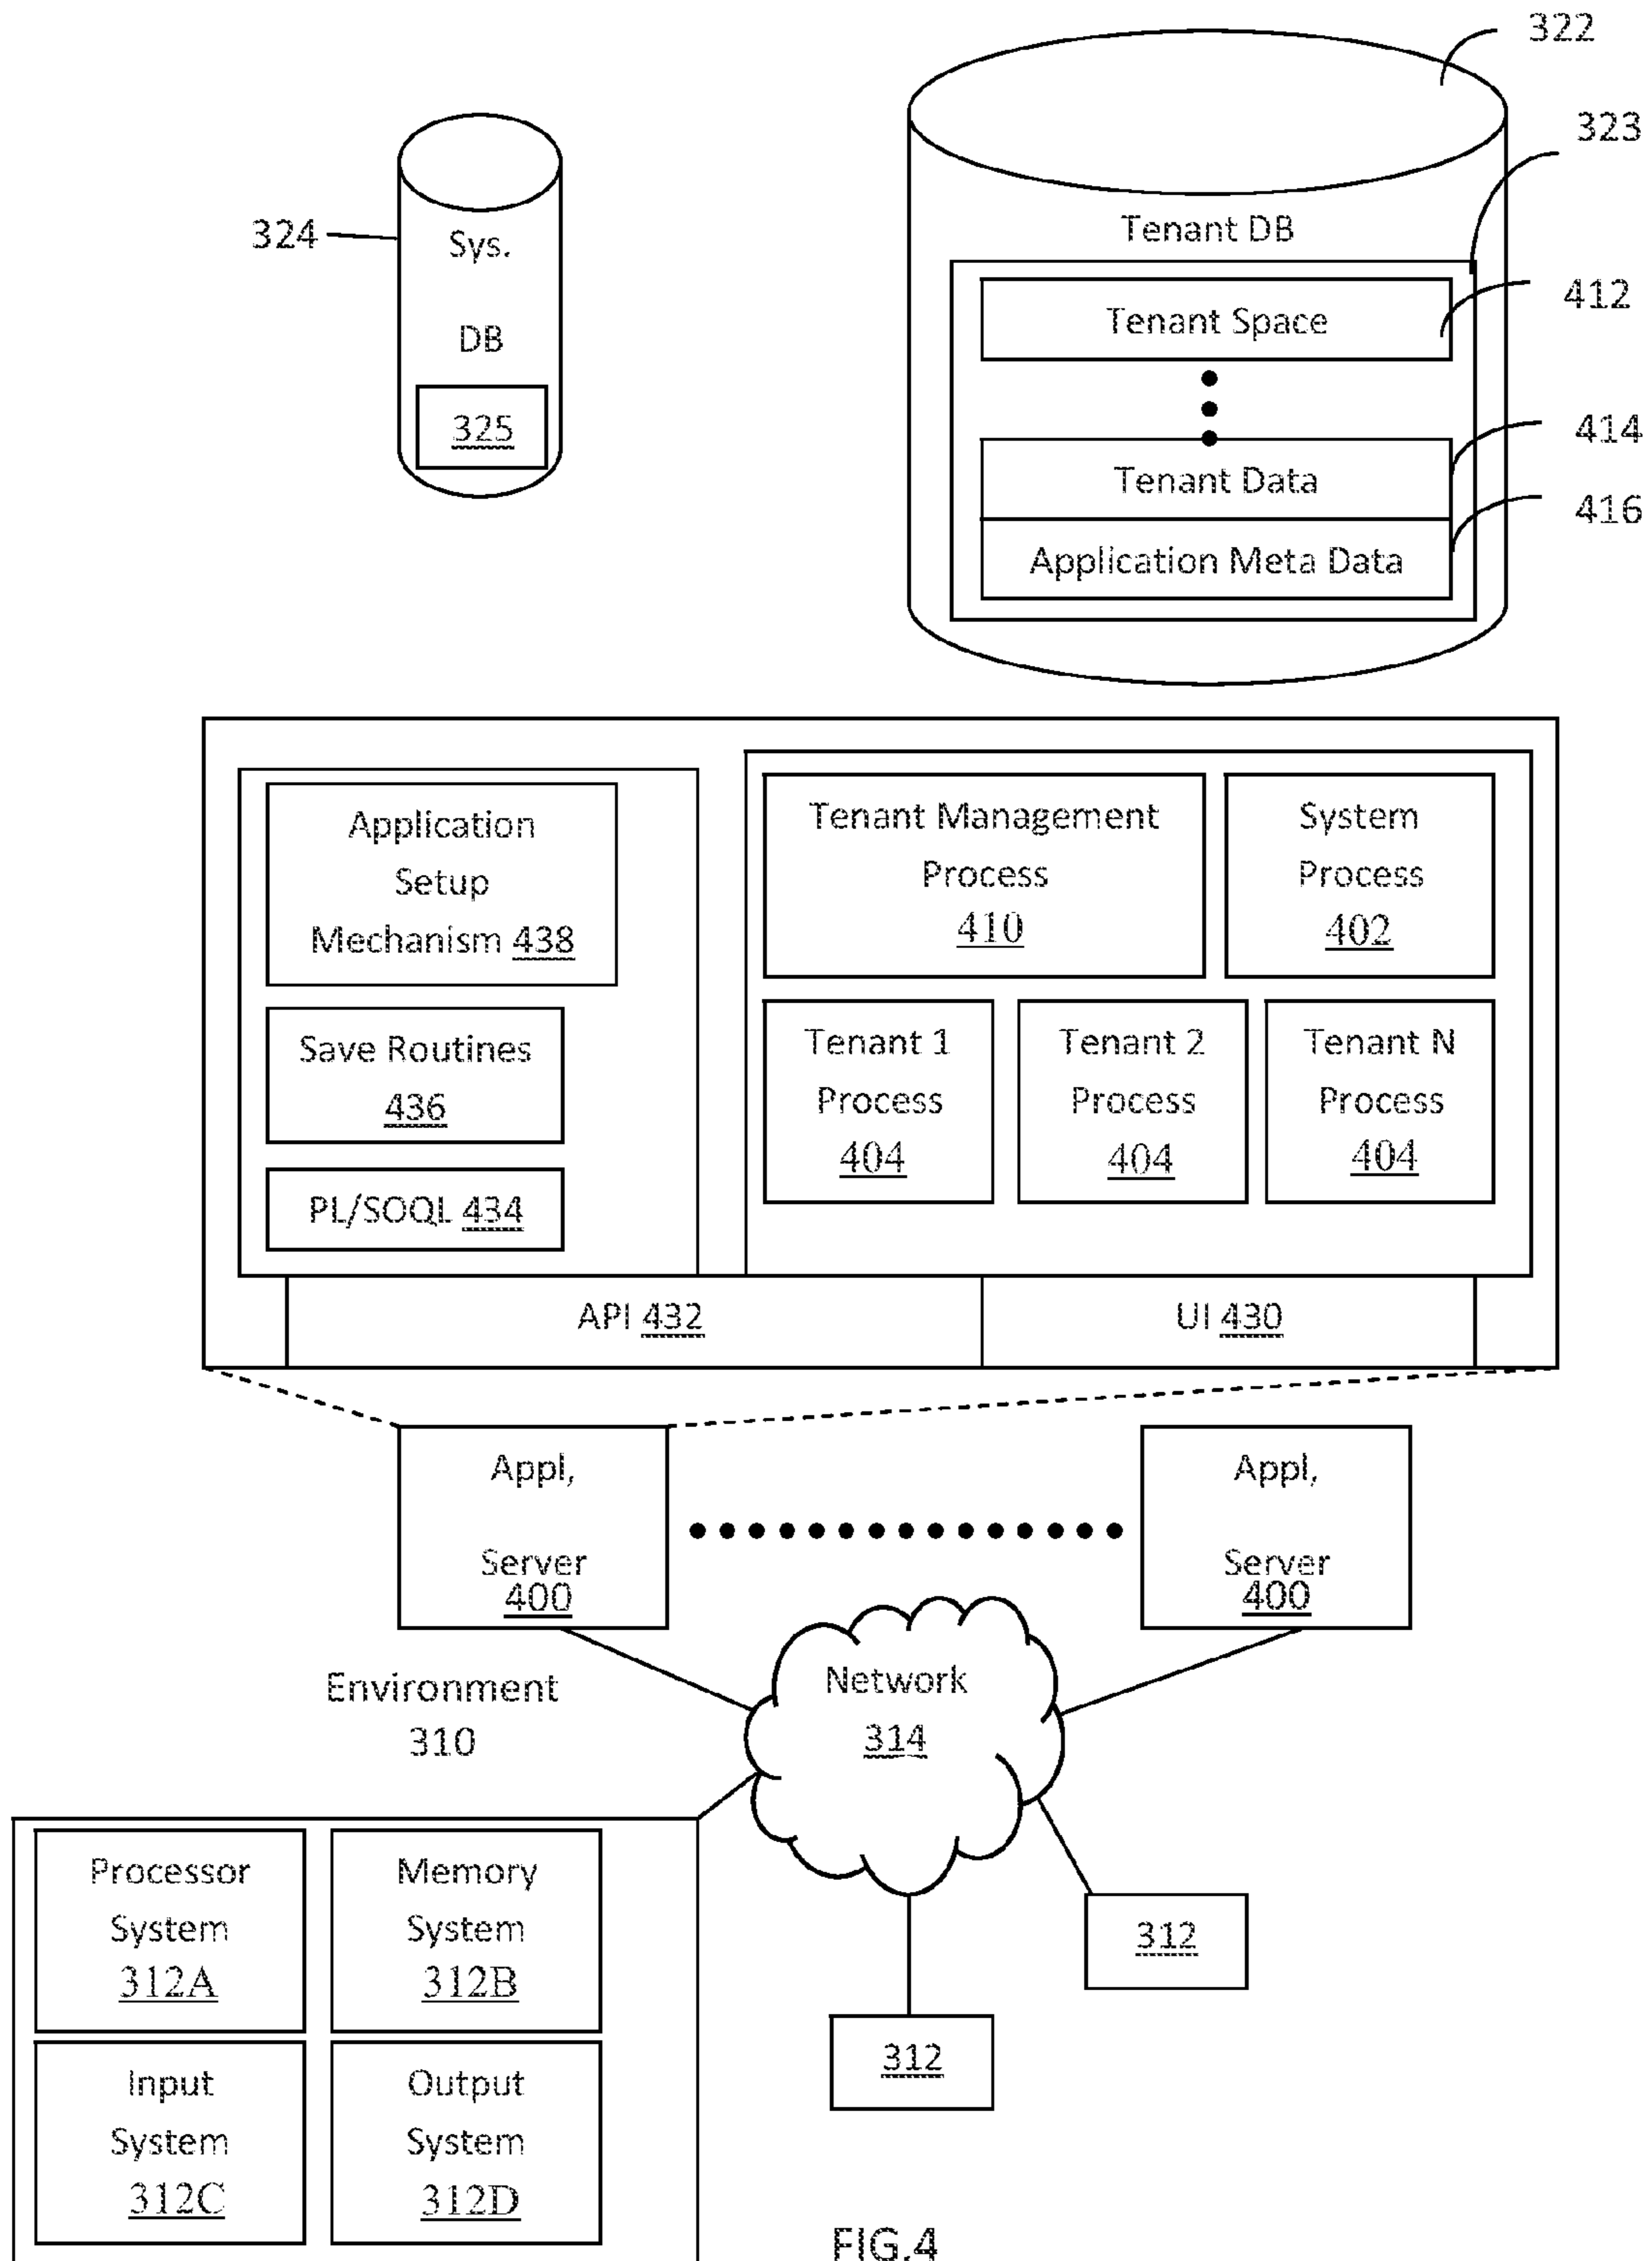 322
323
324
Sys.
DB
325
Tenant DB
Tenant Space
412
Tenant Data
414
Application Meta Data
416
Application
Setup
Mechanism 438
Save Routines
436
PL/SOQL 434
Tenant Management
Process
410
System
Process
402
Tenant 1
Process
404
Tenant 2
Process
404
Tenant N
Process
404
API 432
UI 430
Appl,
Server
400
Appl,
Server
400
Environment
310
Network
314
Processor
System
312A
Memory
System
312B
Input
System
312C
Output
System
312D
312
312
FIG.4